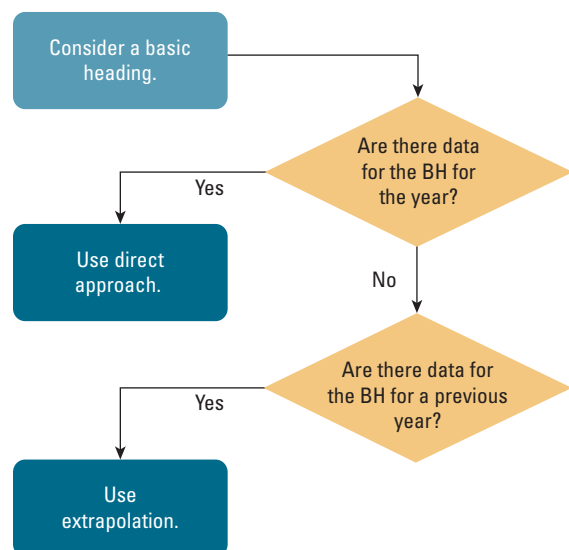 Consider a basic
heading.
Are there data
for the BH for
the year?
Yes
Use direct
approach.
No
Are there data for
the BH for a previous
year?
Yes
Use
extrapolation.